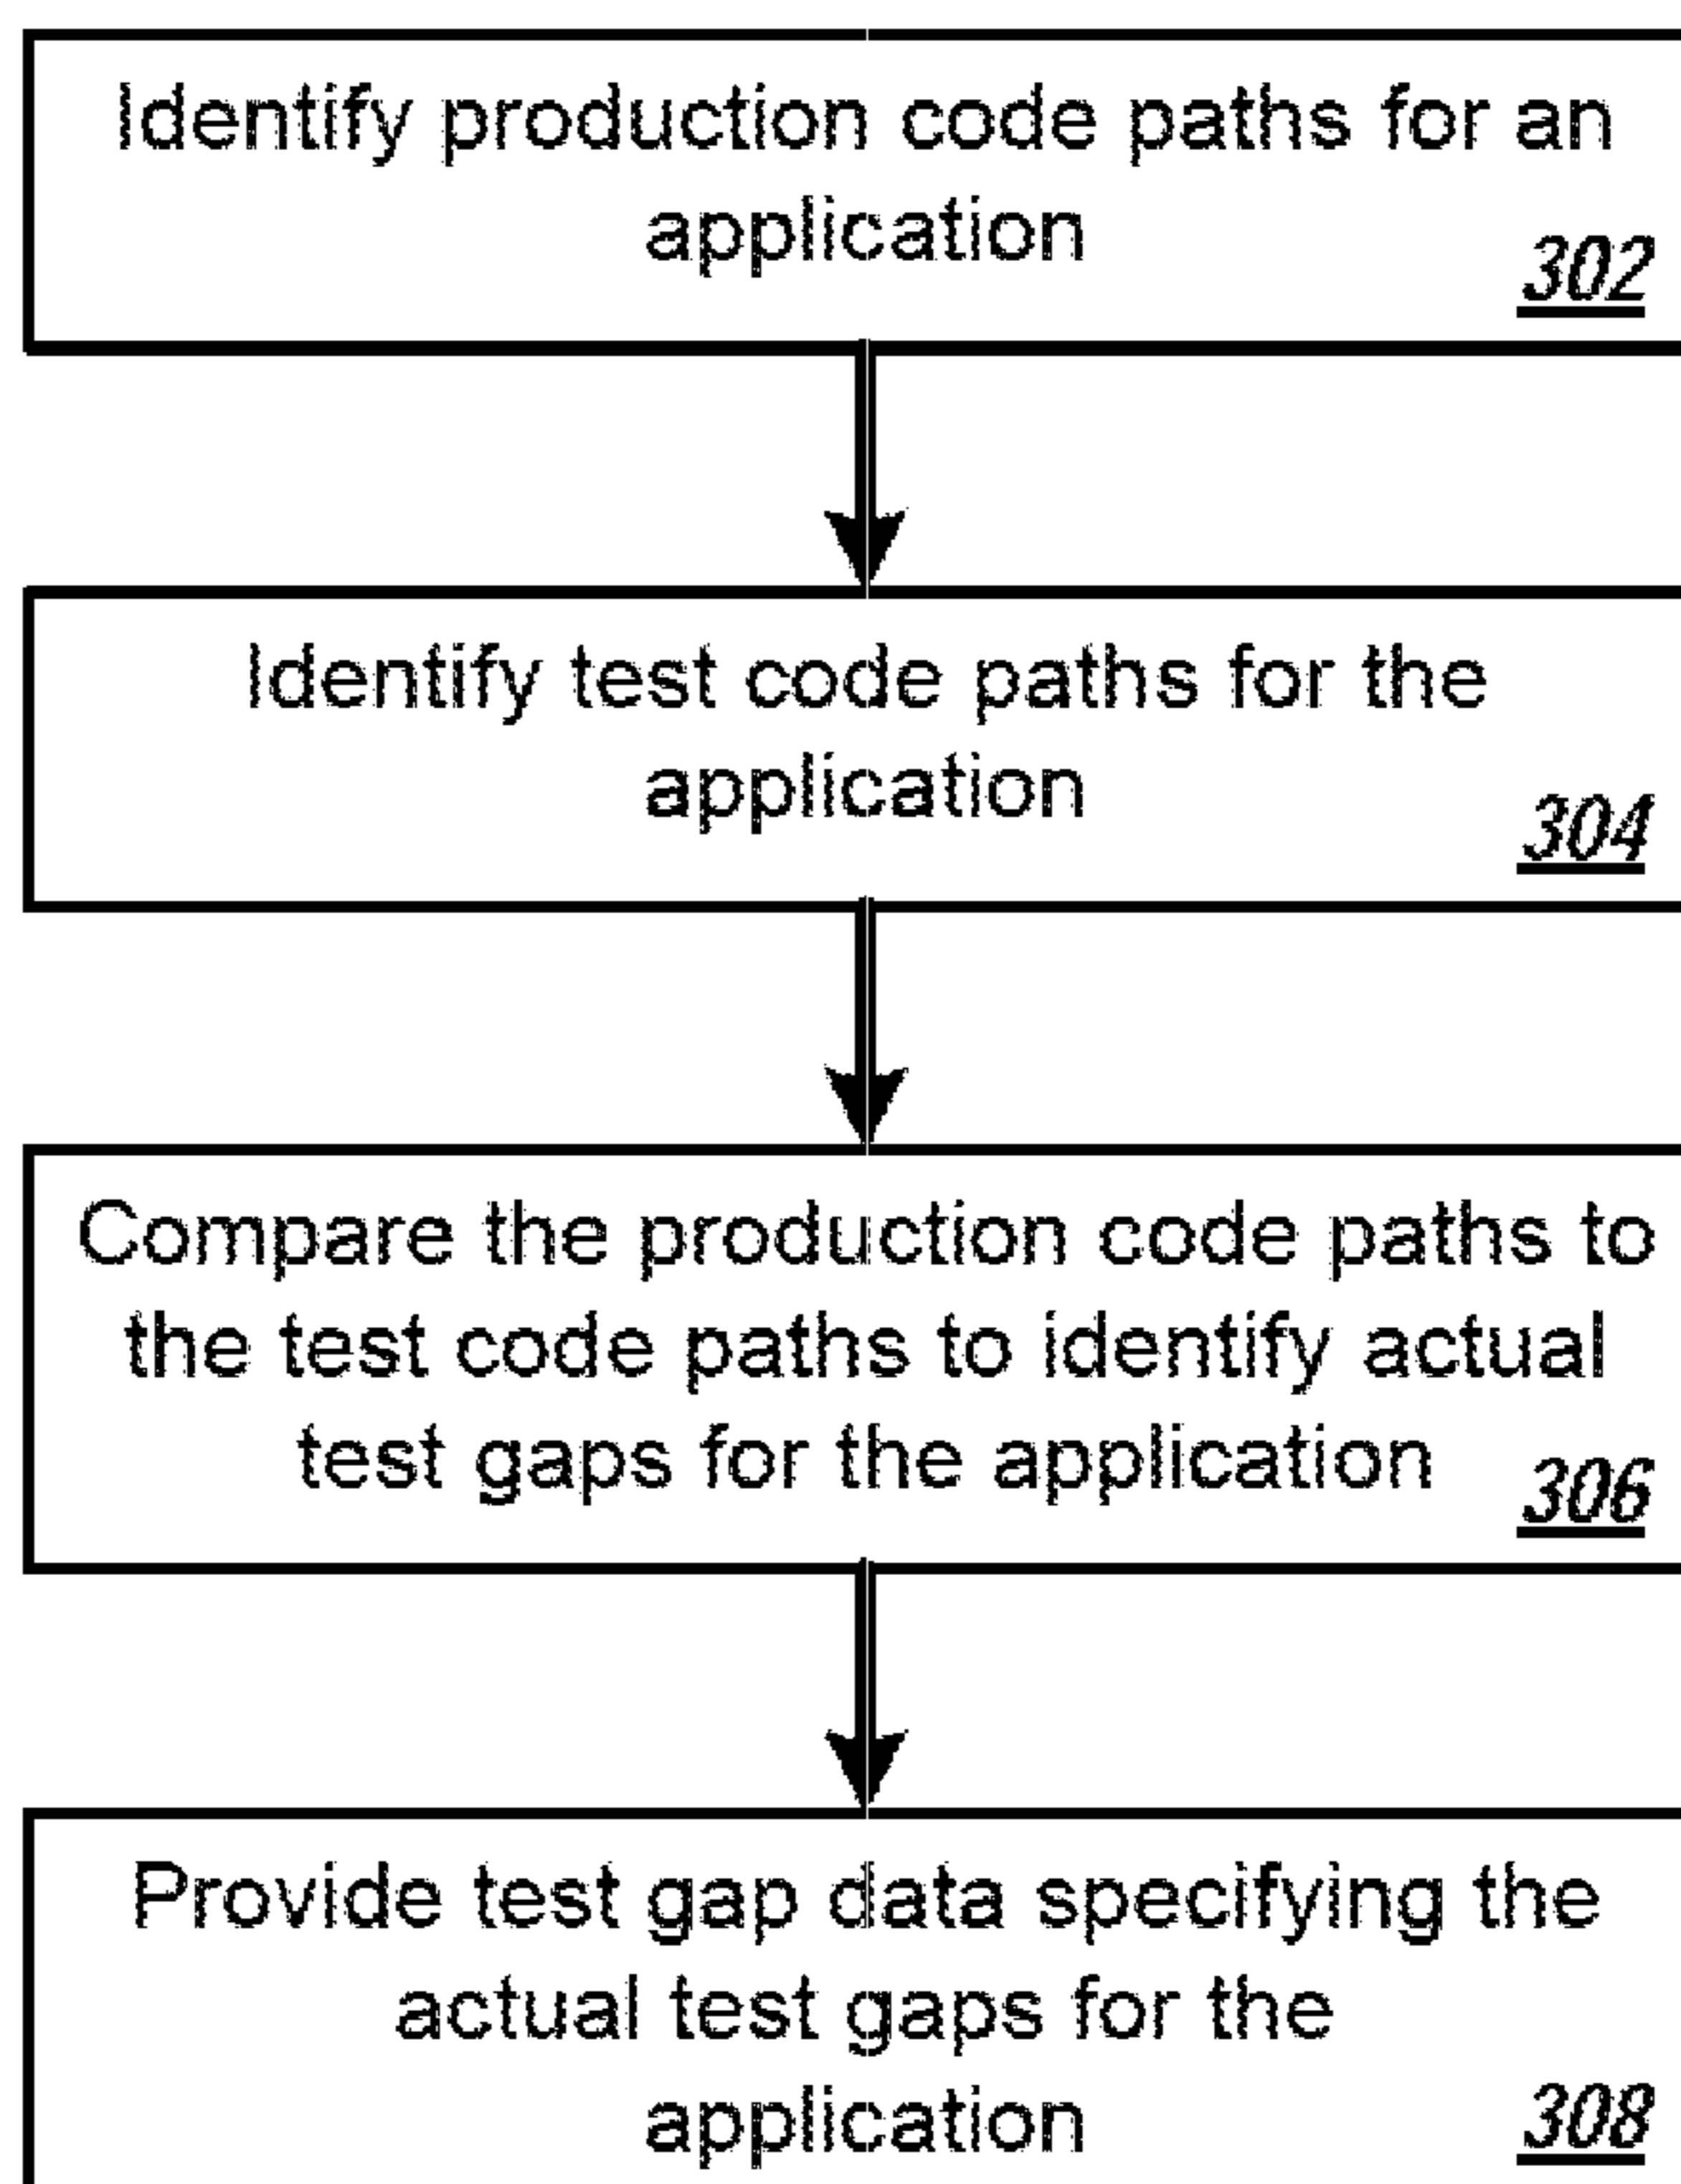 Identify production code paths for an
application
302
Identify test code paths for the
application
304
Compare the production code paths to
the test code paths to identify actual
test gaps for the application
306
Provide test gap data specifying the
actual test gaps for the
application
308